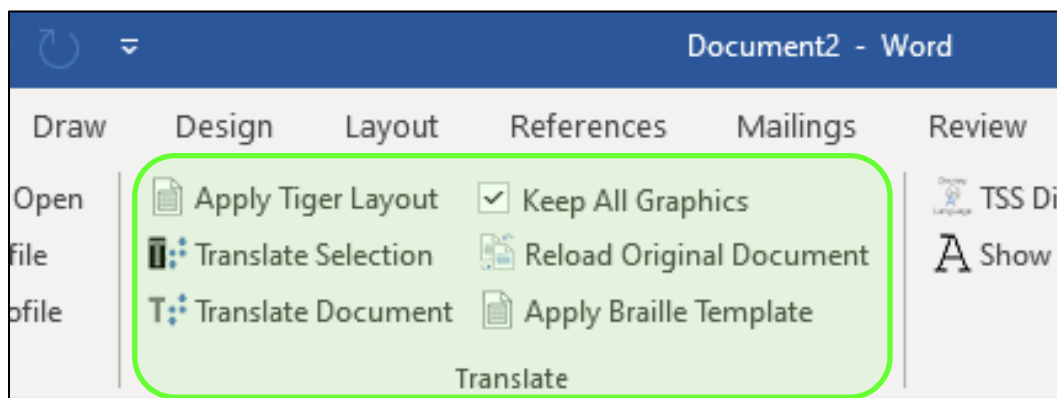 Document2 - Word
Draw Design Layout References Mailings Review
Open Apply Tiger Layout Keep All Graphics TSS Di
file Translate Selection Reload Original Document A Show
ofile T Translate Document Apply Braille Template
Translate